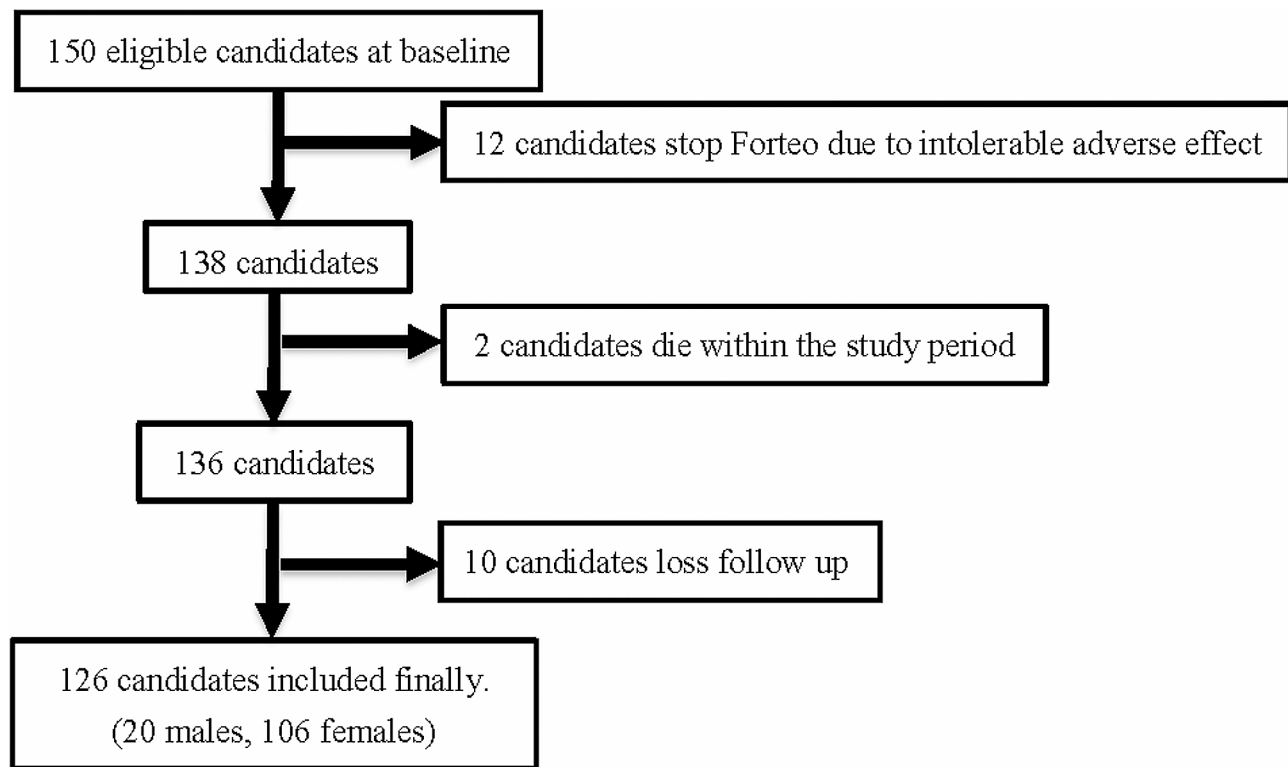 150 eligible candidates at baseline
12 candidates stop Forteo due to intolerable adverse effect
138 candidates
2 candidates die within the study period
136 candidates
10 candidates loss follow up
126 candidates included finally.
(20 males, 106 females)